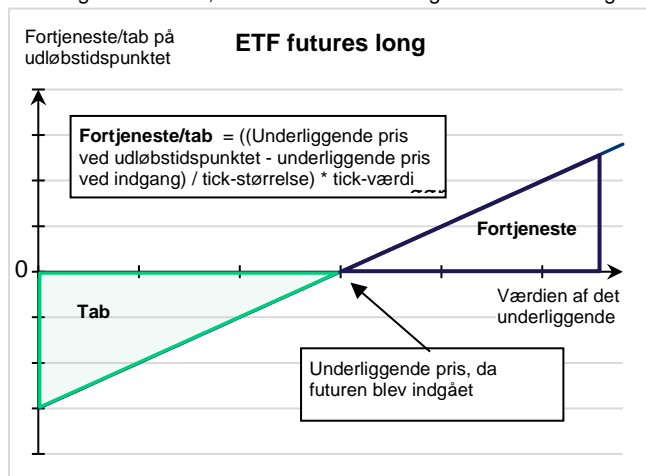 Fortjeneste/tab på
udløbstidspunktet
ETF futures long
Fortjeneste/tab = ((Underliggende pris
ved udløbstidspunktet - underliggende pris
ved indgang) / tick-størrelse) * tick-værdi
Fortjeneste
0
Værdien af det
underliggende
Tab
Underliggende pris, da
futuren blev indgået